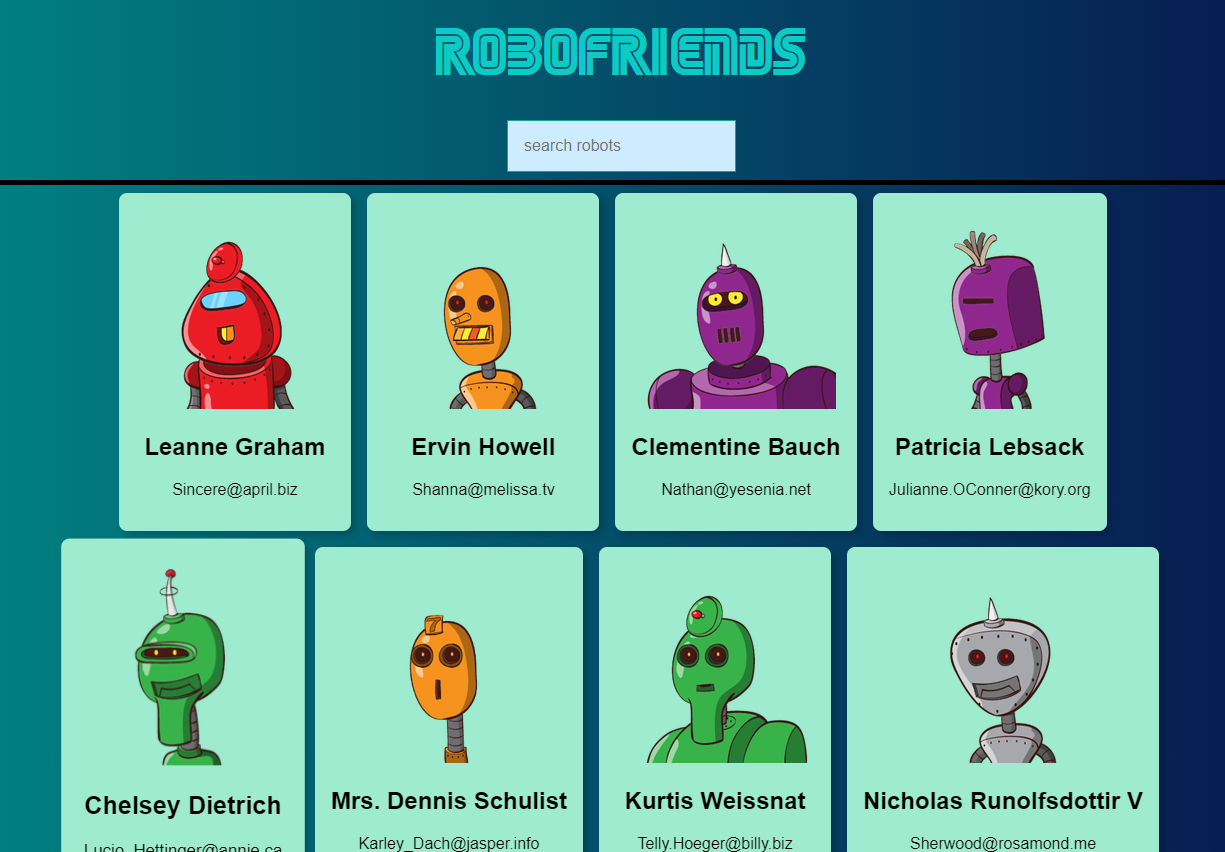 ROBOFRIENDS
search robots
Leanne Graham
Sincere@april.biz
Ervin Howell
Shanna@melissa.tv
Clementine Bauch
Nathan@yesenia.net
Patricia Lebsack
Julianne.OConner@kory.org
Chelsey Dietrich
Lucio_Hettinger@annie.ca
Mrs. Dennis Schulist
Karley_Dach@jasper.info
7
Kurtis Weissnat
Telly.Hoeger@billy.biz
Nicholas Runolfsdottir V
Sherwood@rosamond.me